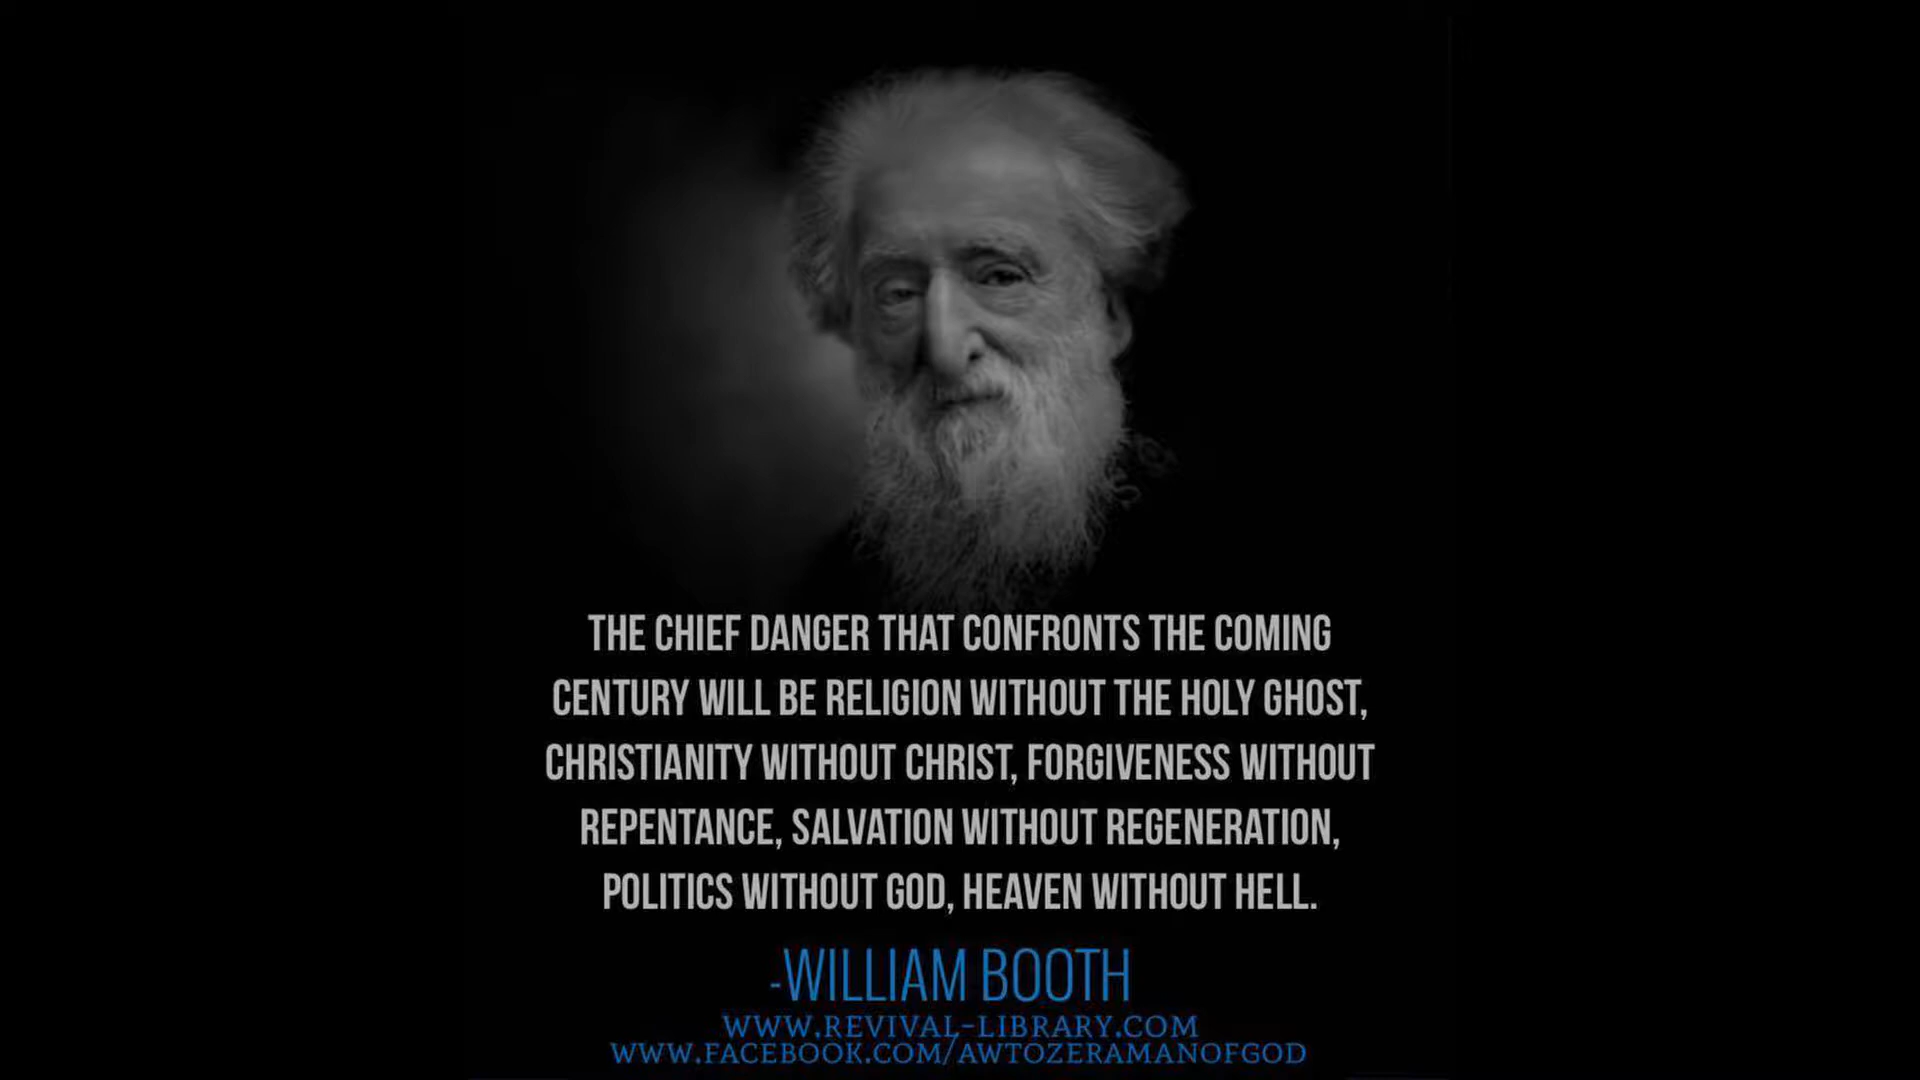 THE CHIEF DANGER THAT CONFRONTS THE COMING
CENTURY WILL BE RELIGION WITHOUT THE HOLY GHOST,
CHRISTIANITY WITHOUT CHRIST, FORGIVENESS WITHOUT
REPENTANCE, SALVATION WITHOUT REGENERATION,
POLITICS WITHOUT GOD, HEAVEN WITHOUT HELL.
-WILLIAM BOOTH
WWW.REVIVAL-LIBRARY.COM
WWW.FACEBOOK.COM/AWTOZERAMANOFGOD